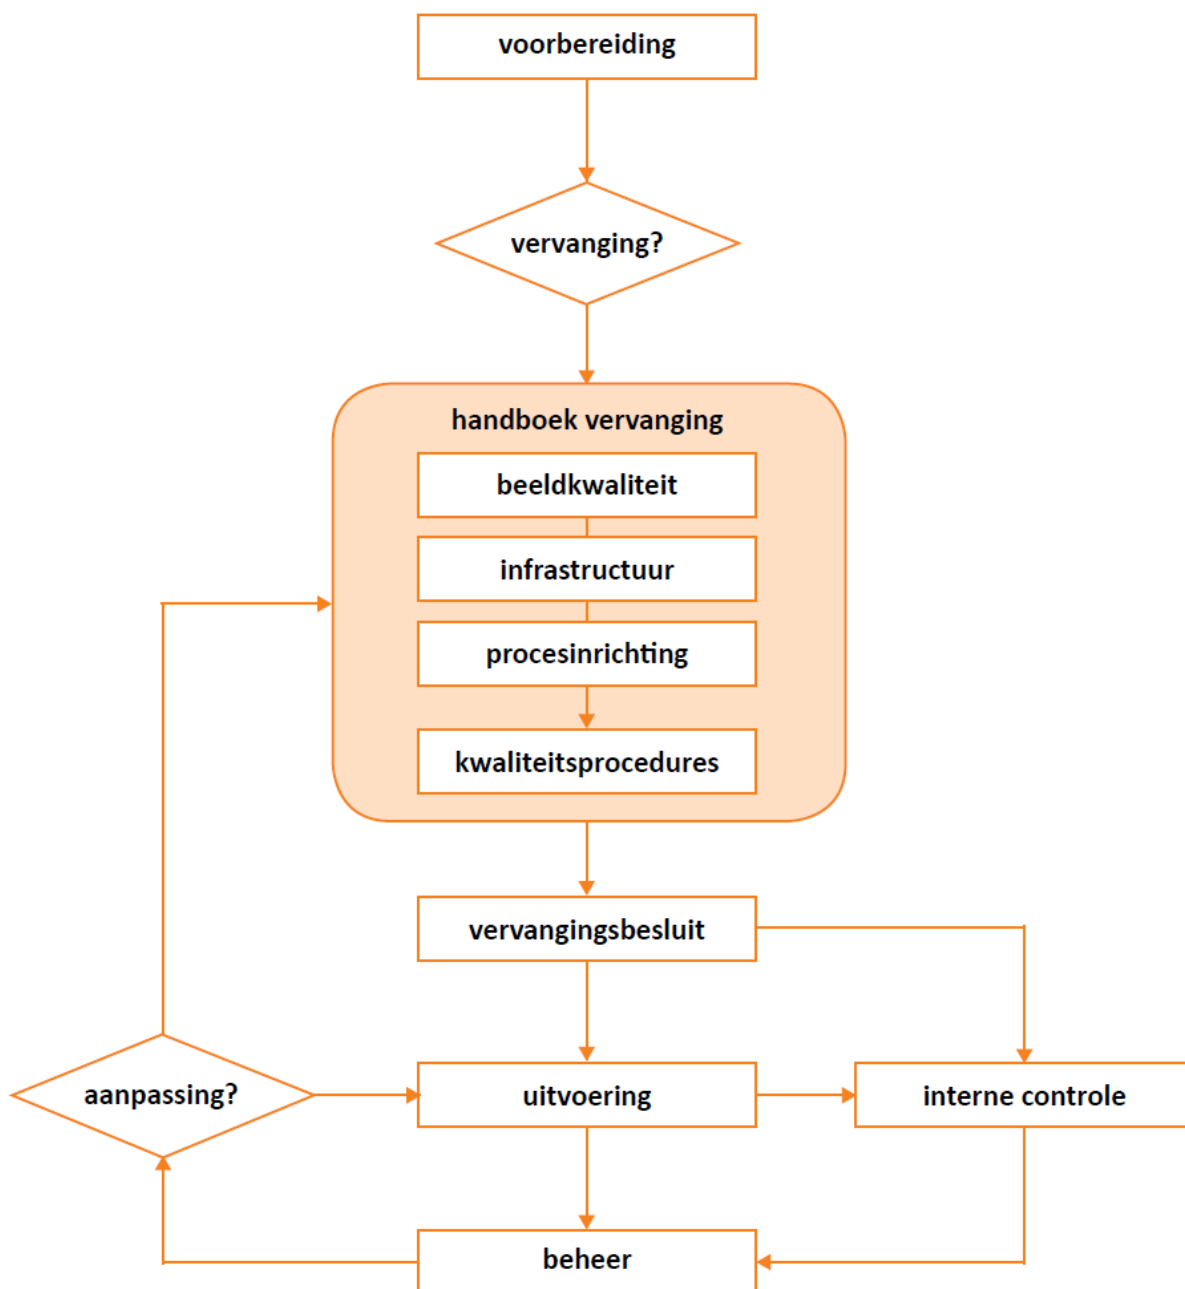 voorbereiding
vervanging?
handboek vervanging
beeldkwaliteit
infrastructuur
procesinrichting
kwaliteitsprocedures
vervangingsbesluit
aanpassing?
uitvoering
interne controle
beheer